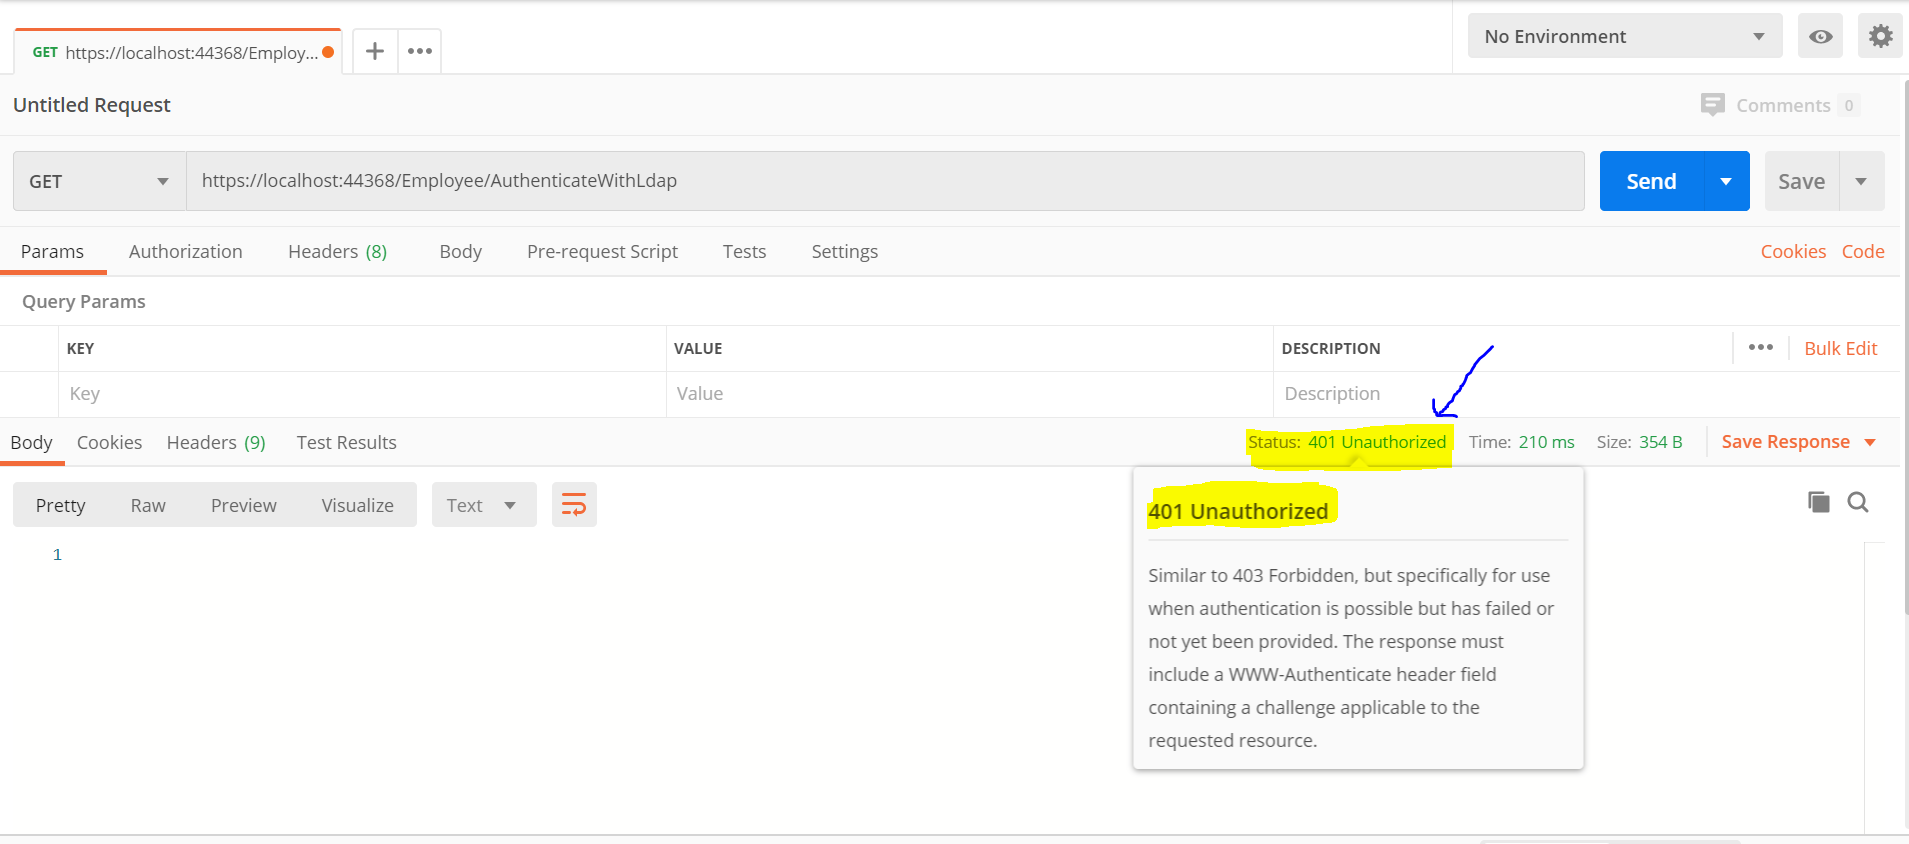 GET https://localhost:44368/Employ...
No Environment
Untitled Request
Comments 0
GET https://localhost:44368/Employee/AuthenticateWithLdap
Send
Save
Params Authorization Headers (8) Body Pre-request Script Tests Settings Cookies Code
Query Params
KEY VALUE DESCRIPTION ••• Bulk Edit
Key Value Description
Body Cookies Headers (9) Test Results Status: 401 Unauthorized Time: 210 ms Size: 354 B Save Response
Pretty Raw Preview Visualize Text
1
401 Unauthorized
Similar to 403 Forbidden, but specifically for use
when authentication is possible but has failed or
not yet been provided. The response must
include a WWW-Authenticate header field
containing a challenge applicable to the
requested resource.